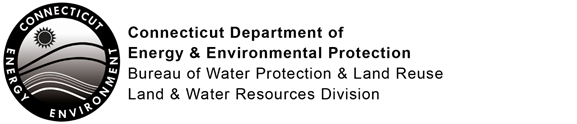 CONNECTICUT
ENERGY
ENVIRONMENT
Connecticut Department of
Energy & Environmental Protection
Bureau of Water Protection & Land Reuse
Land & Water Resources Division